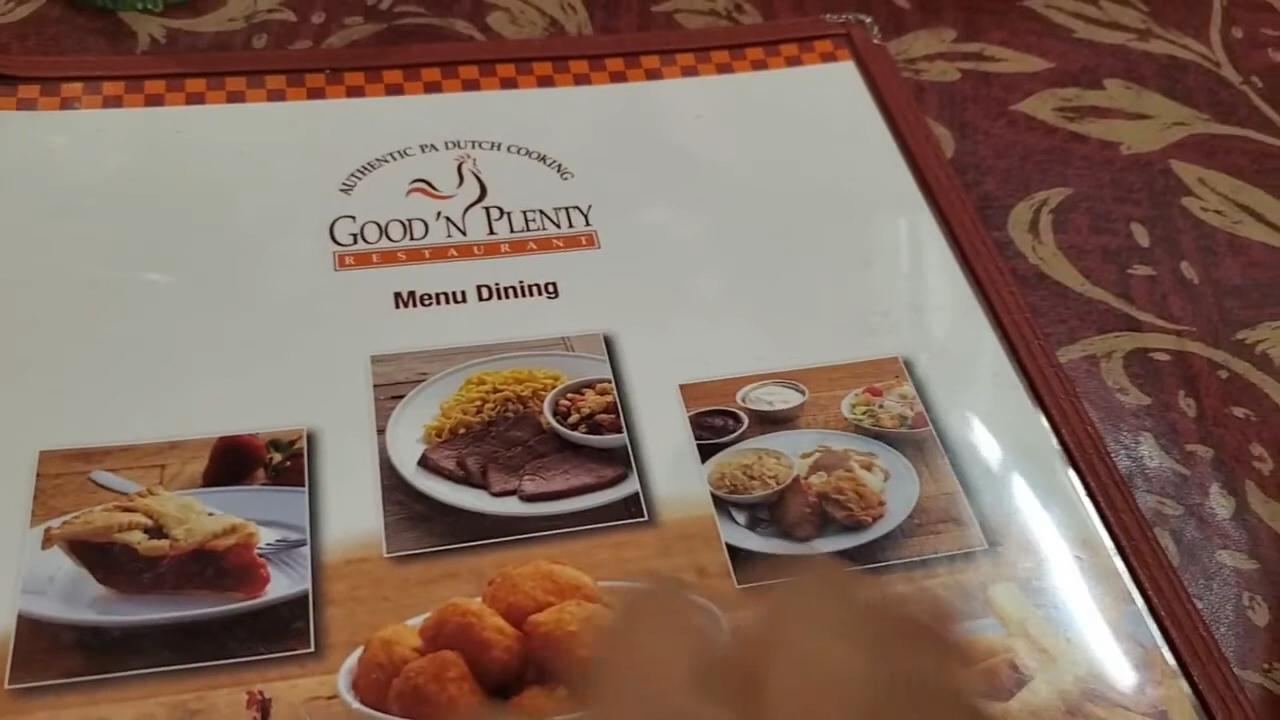 AUTHENTIC PA DUTCH COOKING
GOOD 'N PLENTY
RESTAURANT
Menu Dining